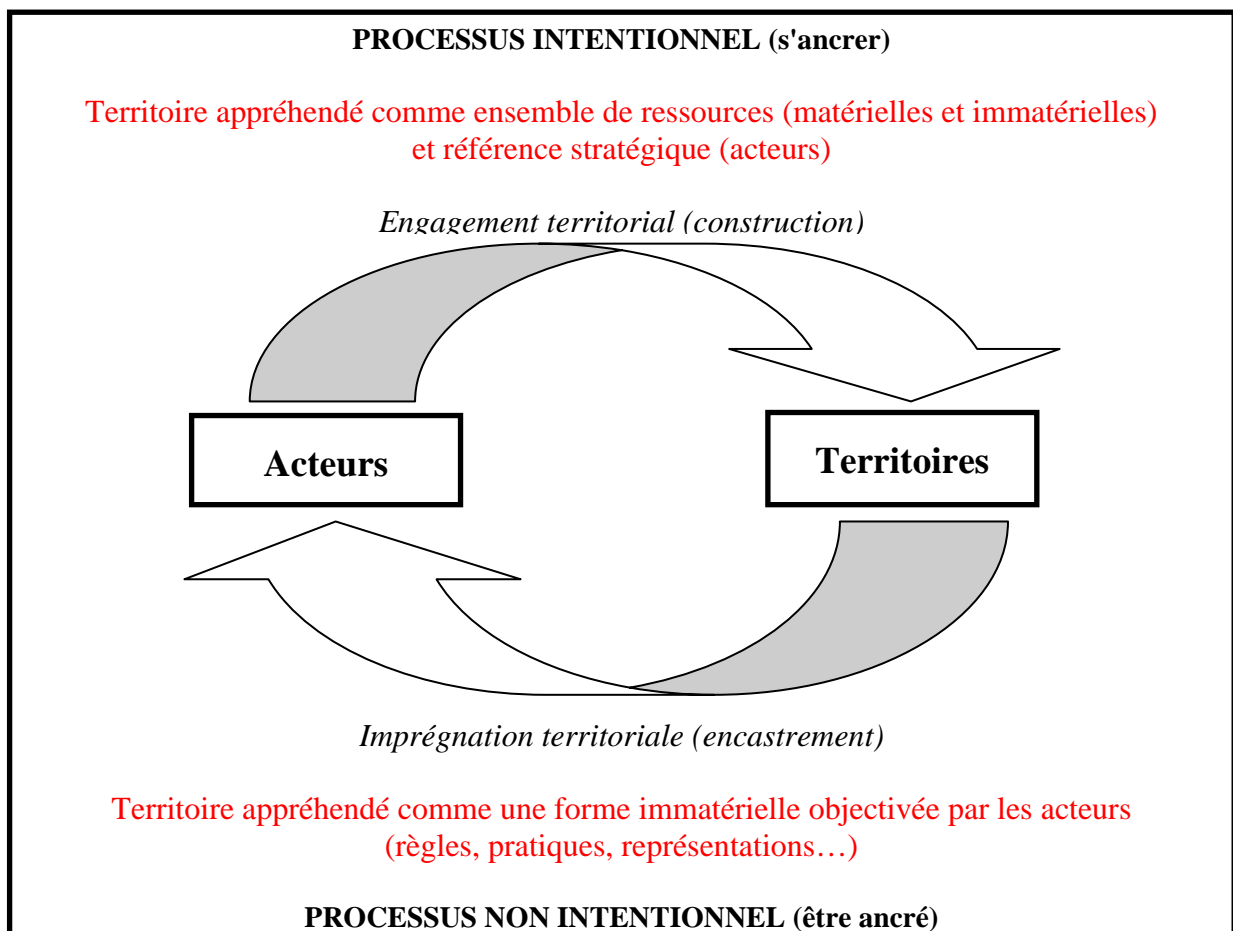 PROCESSUS INTENTIONNEL (s'ancrer)
Territoire appréhendé comme ensemble de ressources (matérielles et immatérielles)
et référence stratégique (acteurs)
Engagement territorial (construction)
Acteurs
Territoires
Imprégnation territoriale (encastrement)
Territoire appréhendé comme une forme immatérielle objectivée par les acteurs
(règles, pratiques, représentations…)
PROCESSUS NON INTENTIONNEL (être ancré)